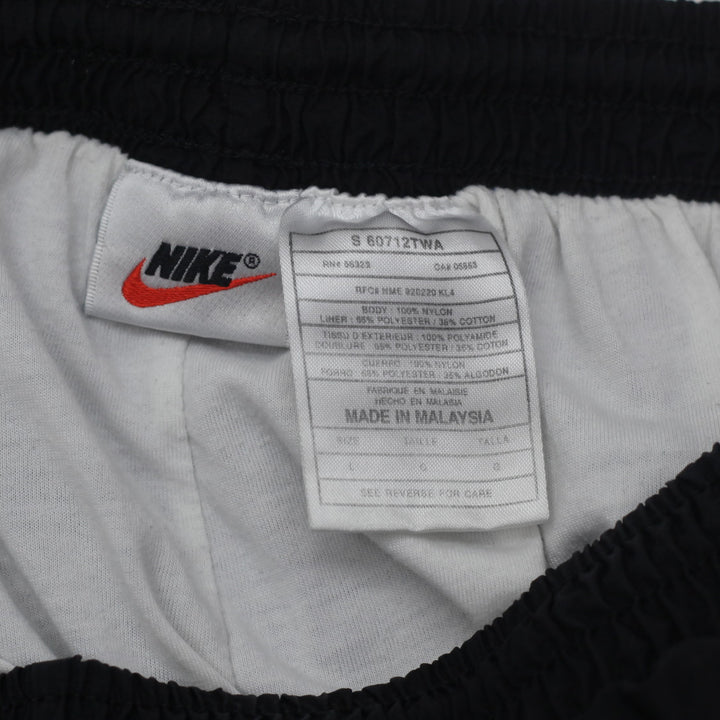 NIKE®
S 60712TWA
RN# 56323 CA# 05553
RFC# NME 920220 KL4
BODY : 100% NYLON
LINER : 65% POLYESTER / 35% COTTON
TISSU D'EXTERIEUR : 100% POLYAMIDE
DOUBLURE : 65% POLYESTER / 35% COTON
CUERPO : 100% NYLON
FORRO : 65% POLYESTER / 35% ALGODON
FABRIQUE EN MALAISIE
HECHO EN MALASIA
MADE IN MALAYSIA
SIZE TAILLE TALLA
L G G
SEE REVERSE FOR CARE